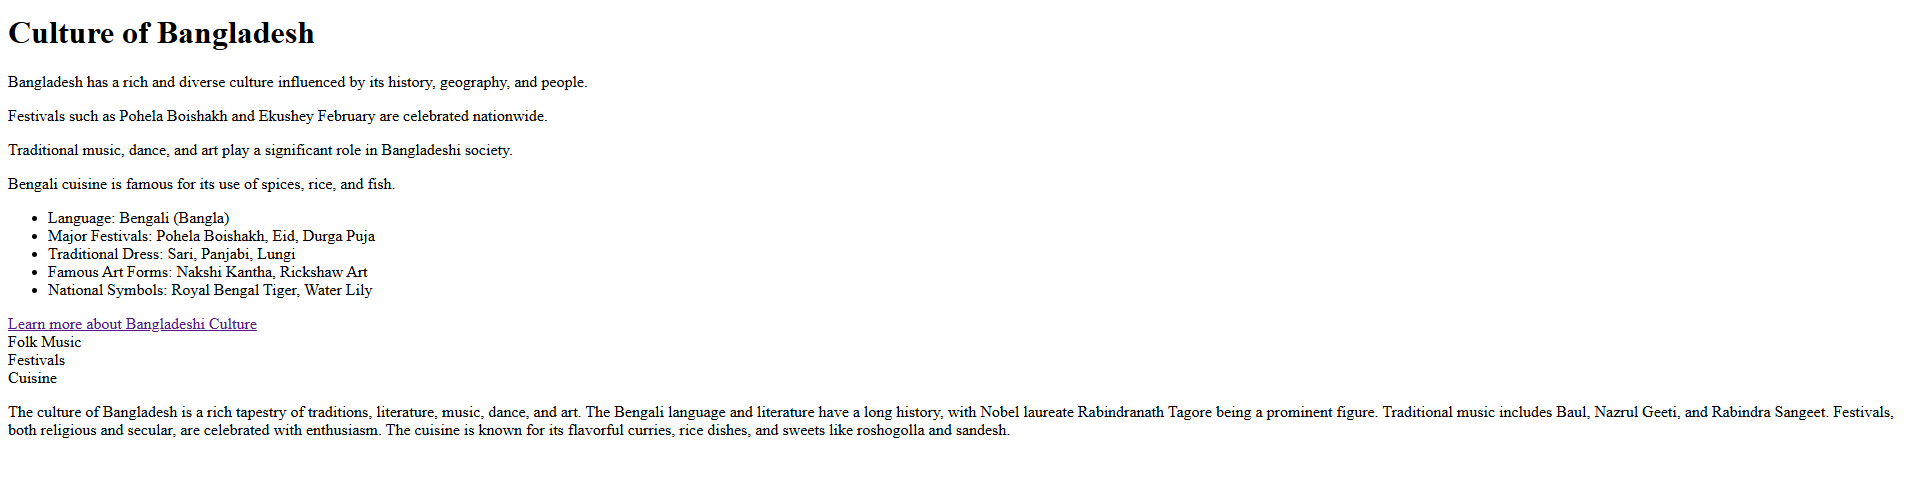 Culture of Bangladesh
Bangladesh has a rich and diverse culture influenced by its history, geography, and people.
Festivals such as Pohela Boishakh and Ekushey February are celebrated nationwide.
Traditional music, dance, and art play a significant role in Bangladeshi society.
Bengali cuisine is famous for its use of spices, rice, and fish.
• Language: Bengali (Bangla)
• Major Festivals: Pohela Boishakh, Eid, Durga Puja
• Traditional Dress: Sari, Panjabi, Lungi
• Famous Art Forms: Nakshi Kantha, Rickshaw Art
• National Symbols: Royal Bengal Tiger, Water Lily
Learn more about Bangladeshi Culture
Folk Music
Festivals
Cuisine
The culture of Bangladesh is a rich tapestry of traditions, literature, music, dance, and art. The Bengali language and literature have a long history, with Nobel laureate Rabindranath Tagore being a prominent figure. Traditional music includes Baul, Nazrul Geeti, and Rabindra Sangeet. Festivals,
both religious and secular, are celebrated with enthusiasm. The cuisine is known for its flavorful curries, rice dishes, and sweets like roshogolla and sandesh.